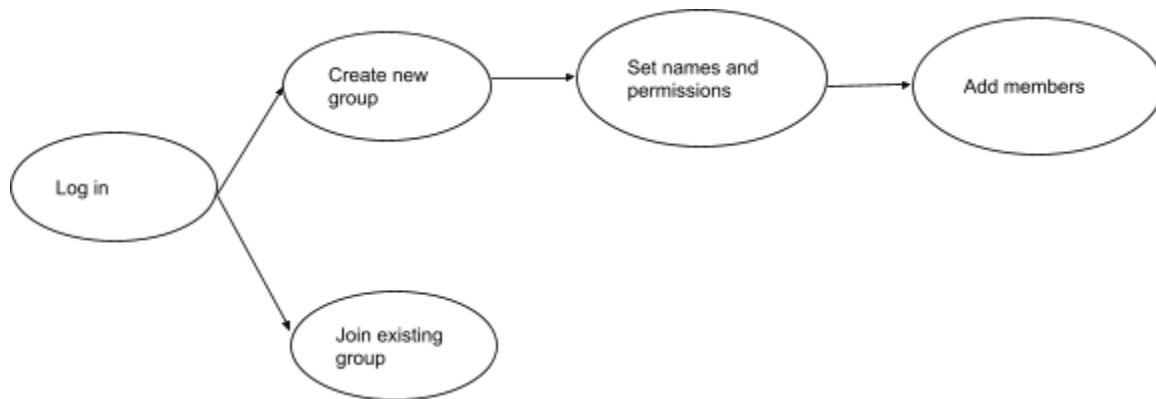 Log in
Create new
group
Set names and
permissions
Add members
Join existing
group